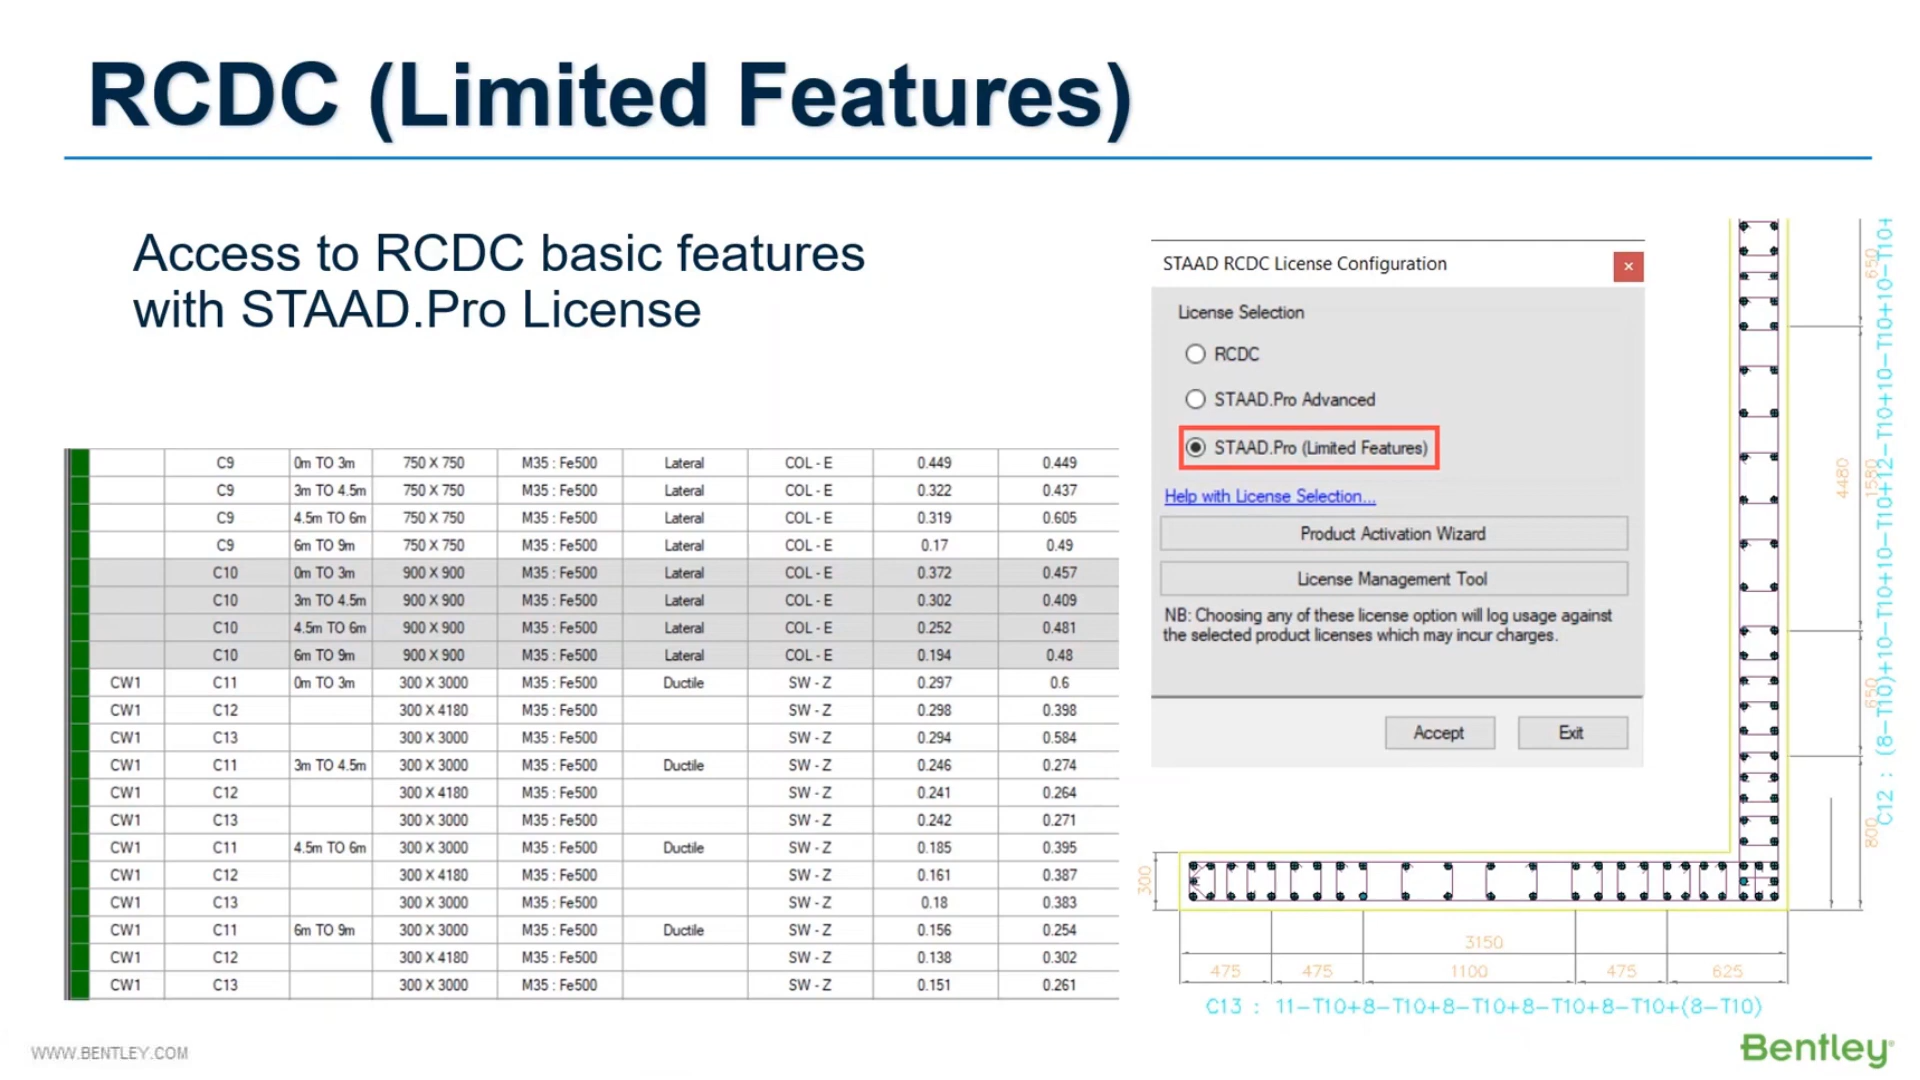 RCDC (Limited Features)
Access to RCDC basic features
with STAAD.Pro License
C9 0m TO 3m 750 X 750 M35 : Fe500 Lateral COL - E 0.449 0.449
C9 3m TO 4.5m 750 X 750 M35 : Fe500 Lateral COL - E 0.322 0.437
C9 4.5m TO 6m 750 X 750 M35 : Fe500 Lateral COL - E 0.319 0.605
C9 6m TO 9m 750 X 750 M35 : Fe500 Lateral COL - E 0.17 0.49
C10 0m TO 3m 900 X 900 M35 : Fe500 Lateral COL - E 0.372 0.457
C10 3m TO 4.5m 900 X 900 M35 : Fe500 Lateral COL - E 0.302 0.409
C10 4.5m TO 6m 900 X 900 M35 : Fe500 Lateral COL - E 0.252 0.481
C10 6m TO 9m 900 X 900 M35 : Fe500 Lateral COL - E 0.194 0.48
CW1 C11 0m TO 3m 300 X 3000 M35 : Fe500 Ductile SW - Z 0.297 0.6
CW1 C12 300 X 4180 M35 : Fe500 SW - Z 0.298 0.398
CW1 C13 300 X 3000 M35 : Fe500 SW - Z 0.294 0.584
CW1 C11 3m TO 4.5m 300 X 3000 M35 : Fe500 Ductile SW - Z 0.246 0.274
CW1 C12 300 X 4180 M35 : Fe500 SW - Z 0.241 0.264
CW1 C13 300 X 3000 M35 : Fe500 SW - Z 0.242 0.271
CW1 C11 4.5m TO 6m 300 X 3000 M35 : Fe500 Ductile SW - Z 0.185 0.395
CW1 C12 300 X 4180 M35 : Fe500 SW - Z 0.161 0.387
CW1 C13 300 X 3000 M35 : Fe500 SW - Z 0.18 0.383
CW1 C11 6m TO 9m 300 X 3000 M35 : Fe500 Ductile SW - Z 0.156 0.254
CW1 C12 300 X 4180 M35 : Fe500 SW - Z 0.138 0.302
CW1 C13 300 X 3000 M35 : Fe500 SW - Z 0.151 0.261
STAAD RCDC License Configuration
License Selection
RCDC
STAAD.Pro Advanced
STAAD.Pro (Limited Features)
Help with License Selection...
Product Activation Wizard
License Management Tool
NB: Choosing any of these license option will log usage against
the selected product licenses which may incur charges.
Accept Exit
650
4480
1580
650
800
C12 : (8-T10)+10-T10+10-T10+12-T10+10-T10+10-T10+
300
3150
475 475 1100 475 625
C13 : 11-T10+8-T10+8-T10+8-T10+8-T10+(8-T10)
WWW.BENTLEY.COM
Bentley